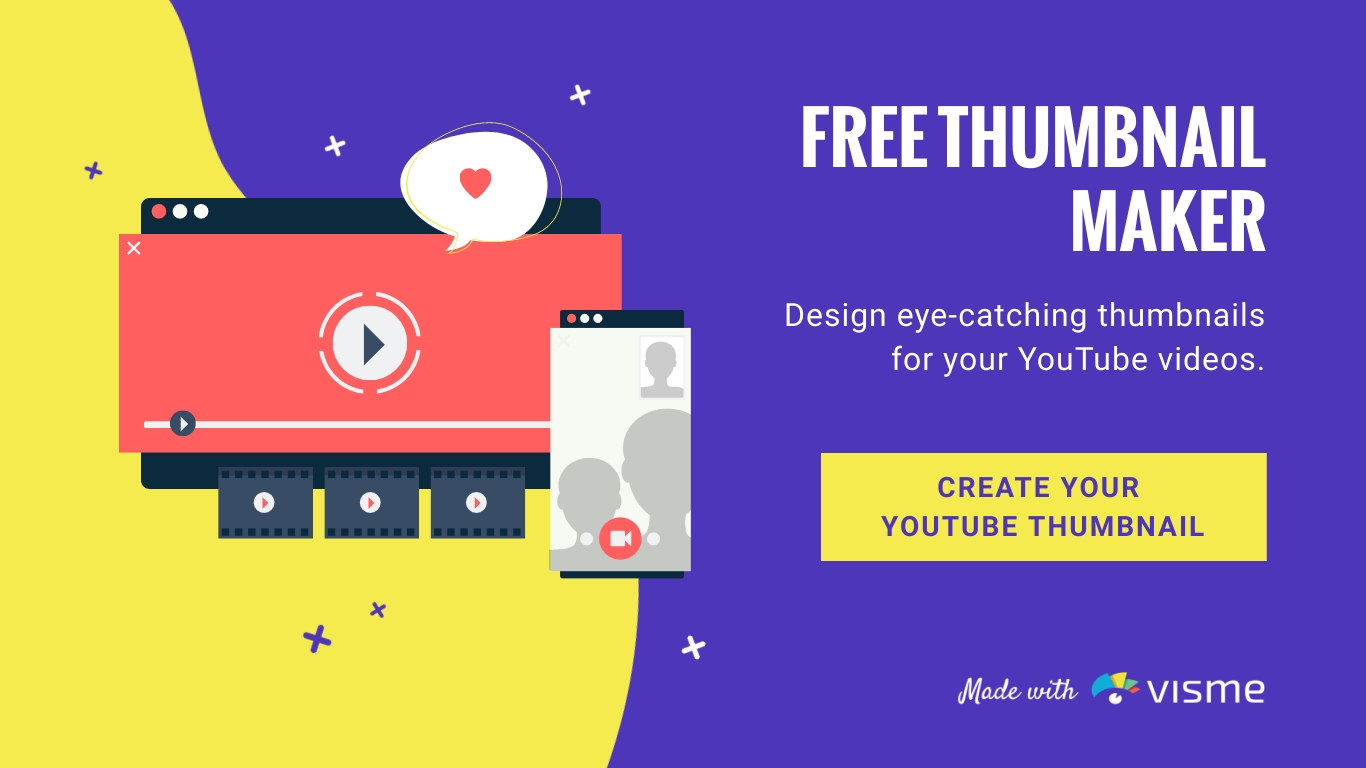 FREE THUMBNAIL
MAKER
Design eye-catching thumbnails
for your YouTube videos.
CREATE YOUR
YOUTUBE THUMBNAIL
Made with visme